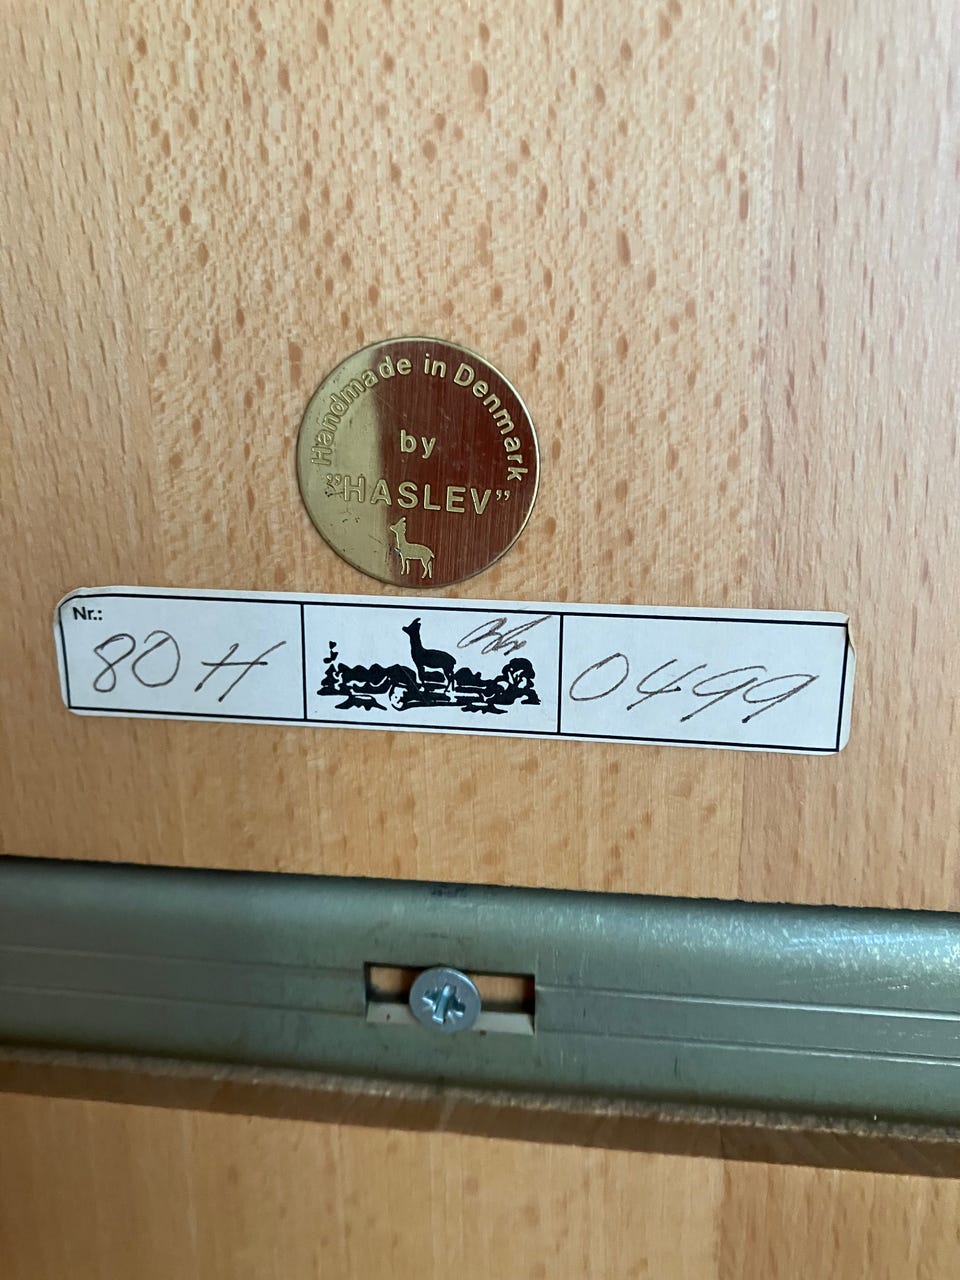 Handmade in Denmark
by
"HASLEV"
Nr.:
80 H
0499